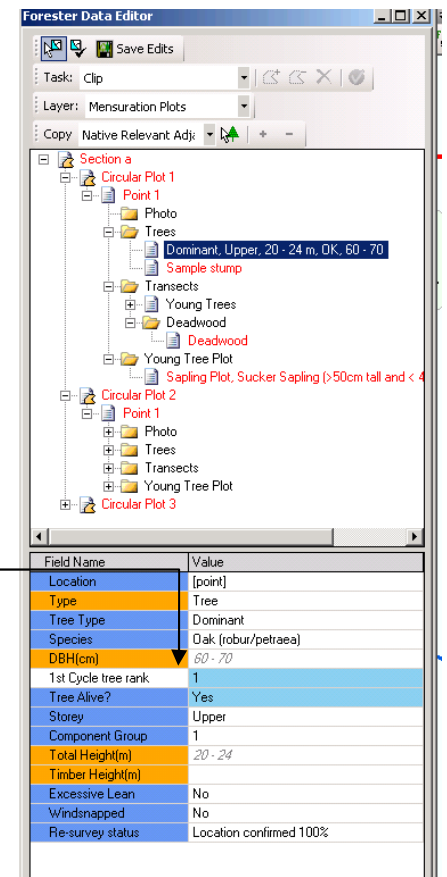 Forester Data Editor
Save Edits
Task: Clip
Layer: Mensuration Plots
Copy Native Relevant Adj
Section a
Circular Plot 1
Point 1
Photo
Trees
Dominant, Upper, 20 - 24 m, OK, 60 - 70
Sample stump
Transects
Young Trees
Deadwood
Deadwood
Young Tree Plot
Sapling Plot, Sucker Sapling (>50cm tall and < 4
Circular Plot 2
Point 1
Photo
Trees
Transects
Young Tree Plot
Circular Plot 3
Field Name Value
Location [point]
Type Tree
Tree Type Dominant
Species Oak (robur/petraea)
DBH(cm) 60 - 70
1st Cycle tree rank 1
Tree Alive? Yes
Storey Upper
Component Group 1
Total Height(m) 20 - 24
Timber Height(m)
Excessive Lean No
Windsnapped No
Re-survey status Location confirmed 100%